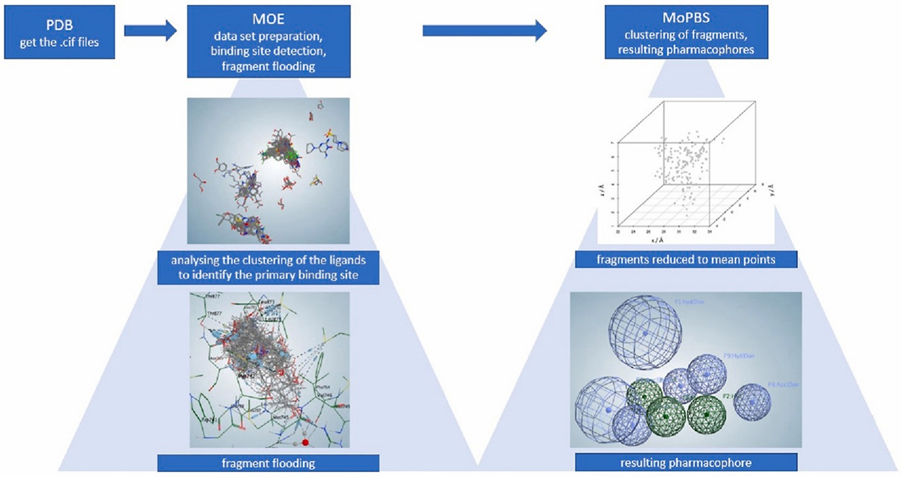 PDB
get the .cif files
MOE
data set preparation,
binding site detection,
fragment flooding
MoPBS
clustering of fragments,
resulting pharmacophores
analysing the clustering of the ligands
to identify the primary binding site
z / Å
y / Å
x / Å
fragments reduced to mean points
fragment flooding
resulting pharmacophore